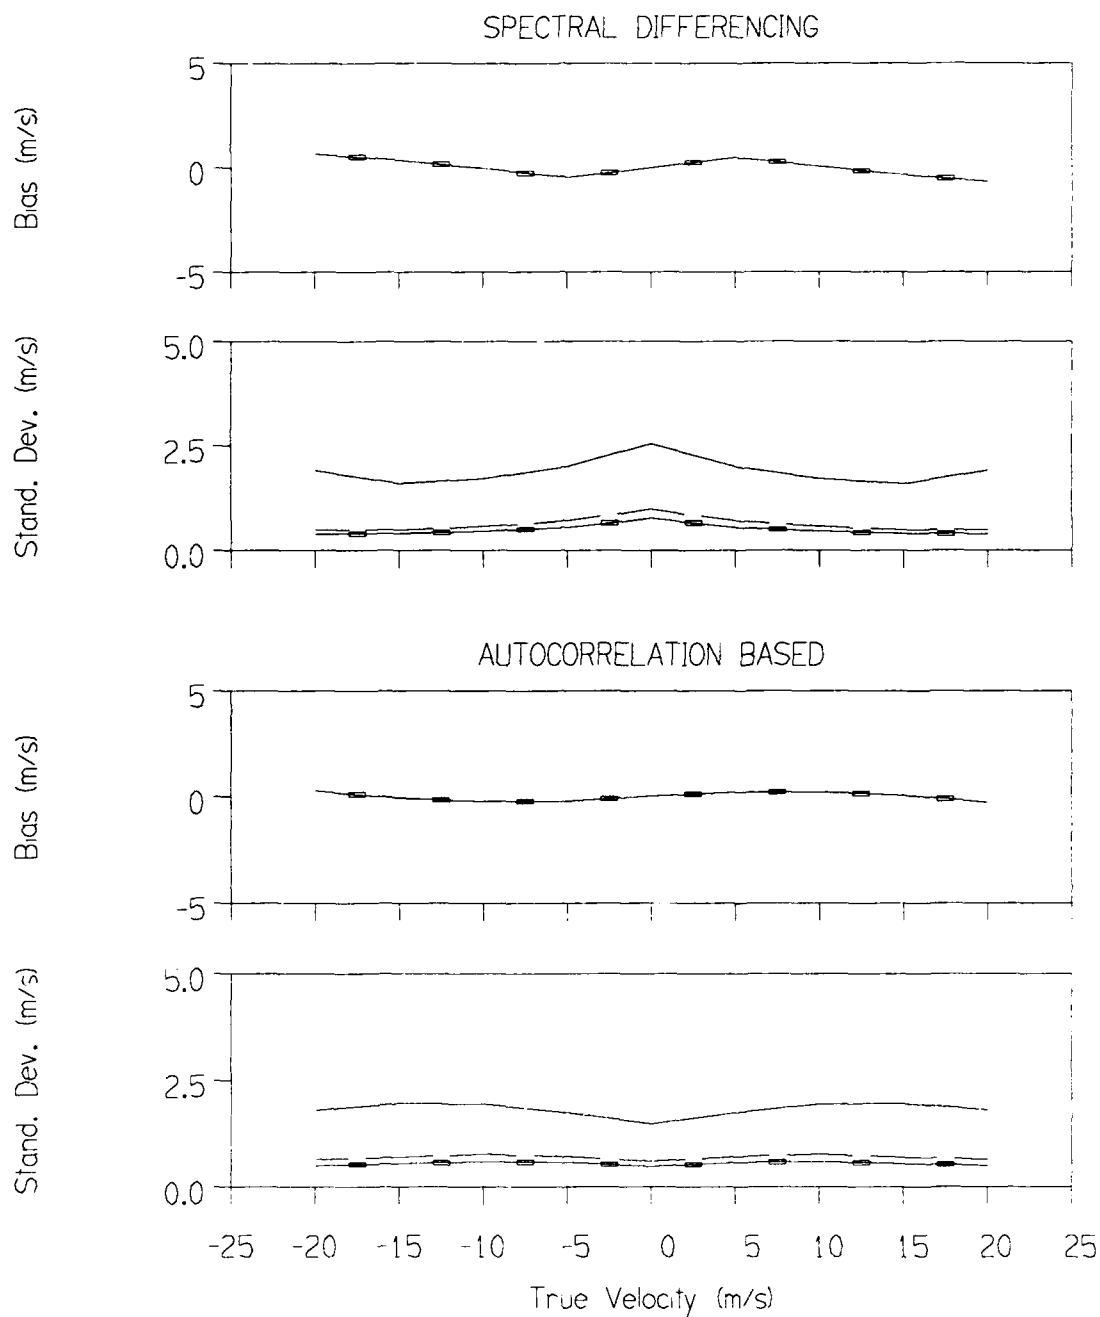 SPECTRAL DIFFERENCING
5
0
-5
Bias (m/s)
5.0
2.5
0.0
Stand. Dev. (m/s)
AUTOCORRELATION BASED
5
0
-5
Bias (m/s)
5.0
2.5
0.0
Stand. Dev. (m/s)
-25 -20 -15 -10 -5 0 5 10 15 20 25
True Velocity (m/s)